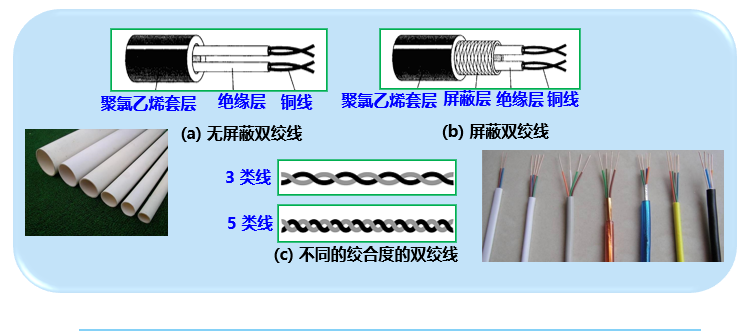 聚氯乙烯套层 绝缘层 铜线
(a) 无屏蔽双绞线
聚氯乙烯套层 屏蔽层 绝缘层 铜线
(b) 屏蔽双绞线
3 类线
5 类线
(c) 不同的绞合度的双绞线